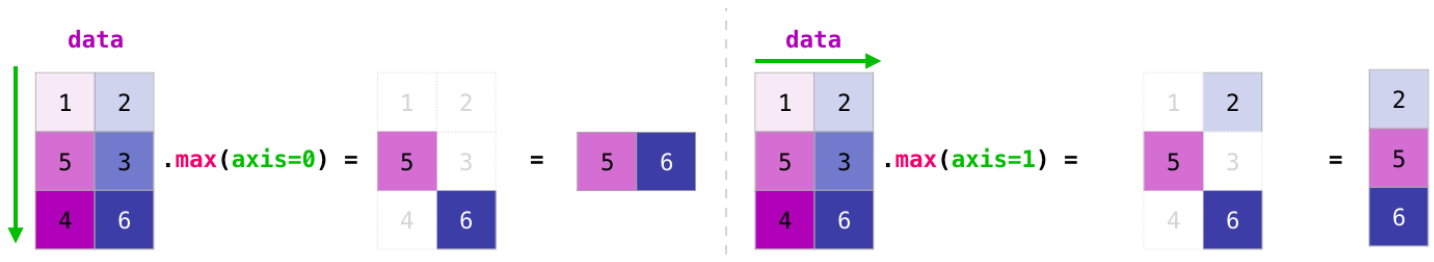 data
1 2 1 2
5 3 .max(axis=0) = 5 3 = 5 6
4 6 4 6
data
1 2 1 2 2
5 3 .max(axis=1) = 5 3 = 5
4 6 4 6 6